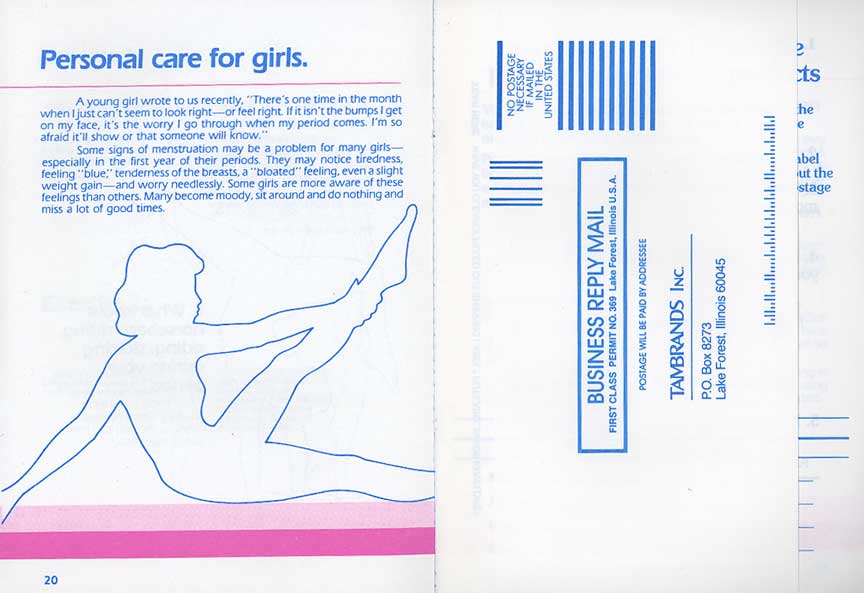 Personal care for girls.
A young girl wrote to us recently, "There's one time in the month
when I just can't seem to look right—or feel right. If it isn't the bumps I get
on my face, it's the worry I go through when my period comes. I'm so
afraid it'll show or that someone will know."
Some signs of menstruation may be a problem for many girls—
especially in the first year of their periods. They may notice tiredness,
feeling "blue," tenderness of the breasts, a "bloated" feeling, even a slight
weight gain—and worry needlessly. Some girls are more aware of these
feelings than others. Many become moody, sit around and do nothing and
miss a lot of good times.
20
NO POSTAGE
NECESSARY
IF MAILED
IN THE
UNITED STATES
BUSINESS REPLY MAIL
FIRST CLASS PERMIT NO. 369 Lake Forest, Illinois U.S.A.
POSTAGE WILL BE PAID BY ADDRESSEE
TAMBRANDS INC.
P.O. Box 8273
Lake Forest, Illinois 60045